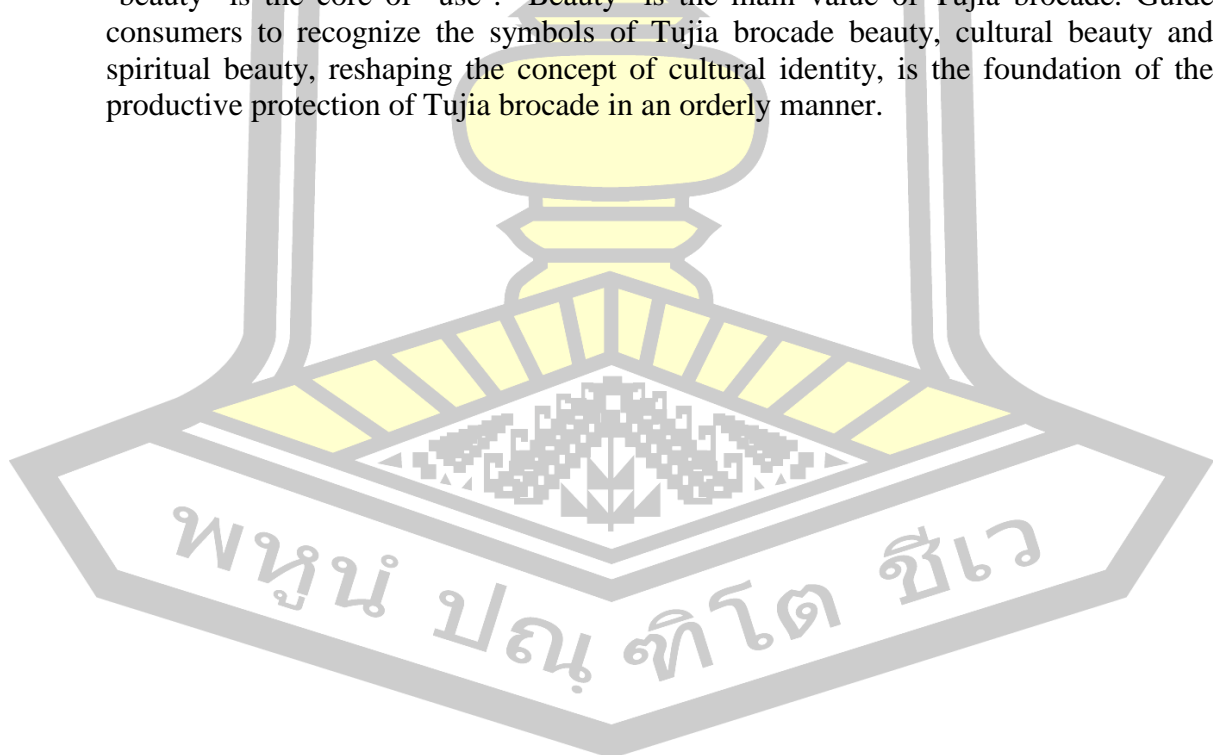 "beauty" is the core of "use". "Beauty" is the main value of Tujia brocade. Guide
consumers to recognize the symbols of Tujia brocade beauty, cultural beauty and
spiritual beauty, reshaping the concept of cultural identity, is the foundation of the
productive protection of Tujia brocade in an orderly manner.
พหูนํ ปณฺฑิโต ชีเว